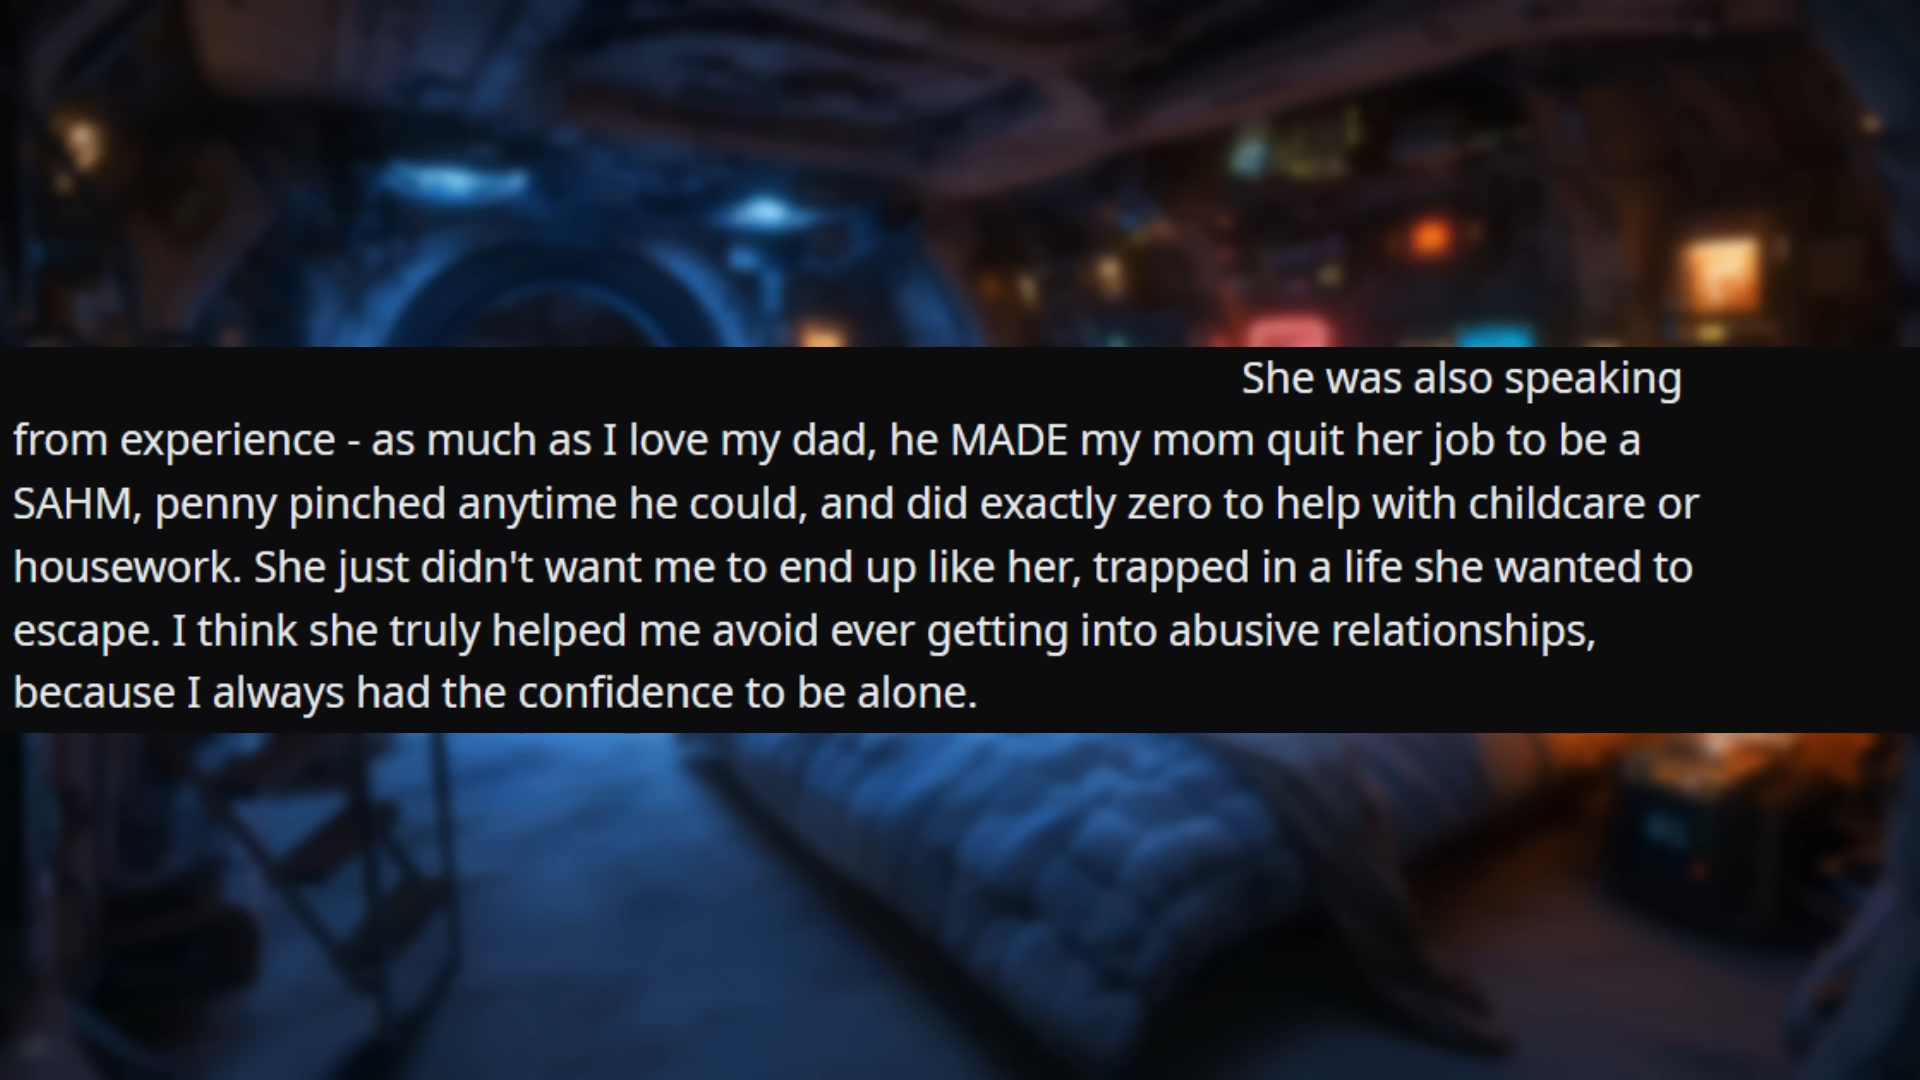 She was also speaking
from experience - as much as I love my dad, he MADE my mom quit her job to be a
SAHM, penny pinched anytime he could, and did exactly zero to help with childcare or
housework. She just didn't want me to end up like her, trapped in a life she wanted to
escape. I think she truly helped me avoid ever getting into abusive relationships,
because I always had the confidence to be alone.